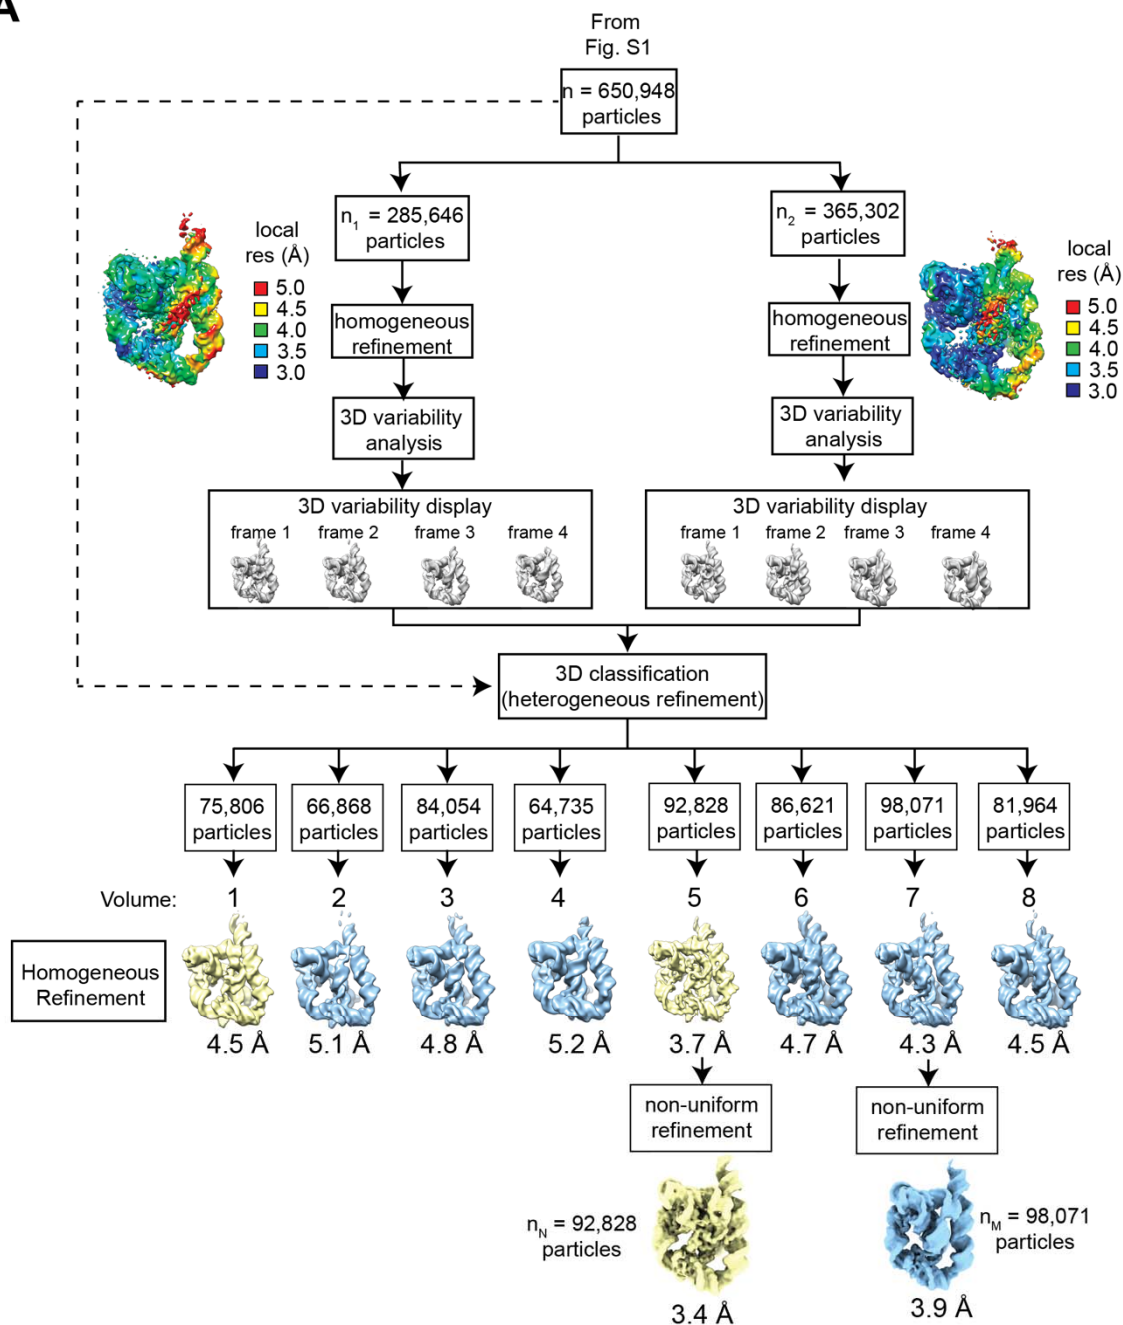 A
From
Fig. S1
n = 650,948
particles
n1 = 285,646
particles
n2 = 365,302
particles
local
res (Å)
5.0
4.5
4.0
3.5
3.0
local
res (Å)
5.0
4.5
4.0
3.5
3.0
homogeneous
refinement
homogeneous
refinement
3D variability
analysis
3D variability
analysis
3D variability display
frame 1 frame 2 frame 3 frame 4
3D variability display
frame 1 frame 2 frame 3 frame 4
3D classification
(heterogeneous refinement)
75,806
particles
66,868
particles
84,054
particles
64,735
particles
92,828
particles
86,621
particles
98,071
particles
81,964
particles
Volume: 1 2 3 4 5 6 7 8
Homogeneous
Refinement
4.5 Å 5.1 Å 4.8 Å 5.2 Å 3.7 Å 4.7 Å 4.3 Å 4.5 Å
non-uniform
refinement
non-uniform
refinement
nN = 92,828
particles
nM = 98,071
particles
3.4 Å
3.9 Å